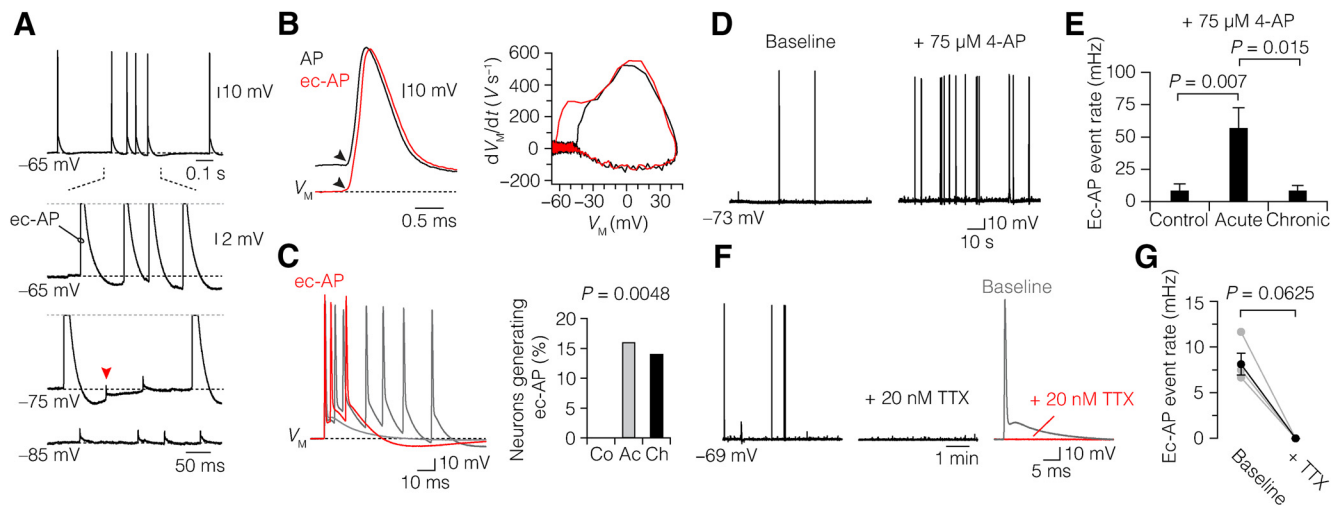 A
10 mV
−65 mV
0.1 s
ec-AP
2 mV
−65 mV
−75 mV
−85 mV
50 ms
B
AP
ec-AP
10 mV
V_M
0.5 ms
dV_M/dt (V s⁻¹)
600
400
200
0
−200
−60
−30
0
30
V_M (mV)
C
ec-AP
V_M
10 mV
10 ms
P = 0.0048
Neurons generating
ec-AP (%)
20
15
10
5
0
Co Ac Ch
D
Baseline
+ 75 µM 4-AP
−73 mV
10 mV
10 s
E
+ 75 µM 4-AP
P = 0.015
P = 0.007
Ec-AP event rate (mHz)
100
75
50
25
0
Control Acute Chronic
F
−69 mV
+ 20 nM TTX
1 min
Baseline
+ 20 nM TTX
10 mV
5 ms
G
P = 0.0625
Ec-AP event rate (mHz)
15
10
5
0
Baseline
+ TTX